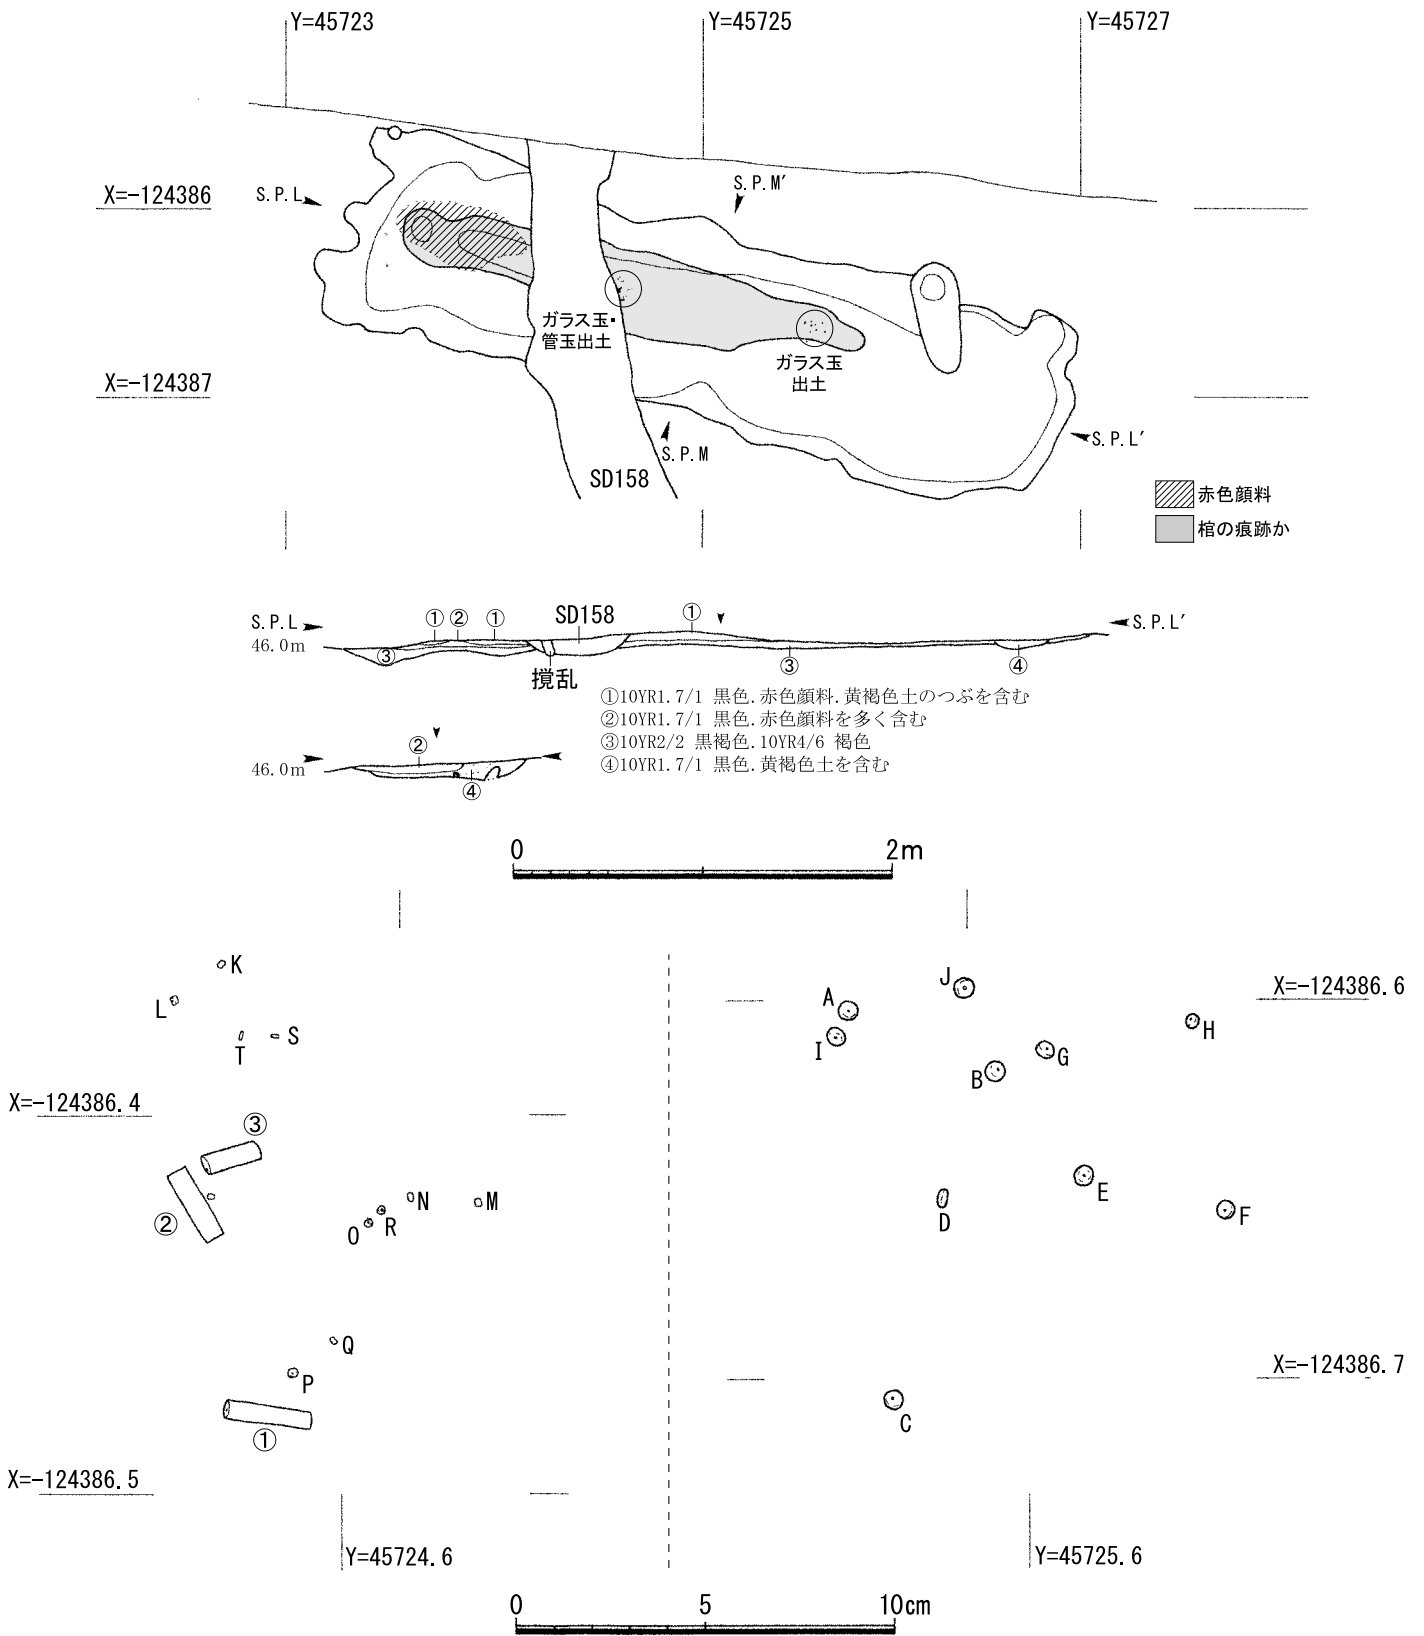 Y=45723
Y=45725
Y=45727
X=-124386
S.P.L
S.P.M′
ガラス玉・
管玉出土
ガラス玉
出土
X=-124387
S.P.M
S.P.L′
SD158
赤色顔料
棺の痕跡か
S.P.L
46.0m
① ② ①
SD158
①
S.P.L′
③
撹乱
③
④
①10YR1.7/1 黒色.赤色顔料.黄褐色土のつぶを含む
②10YR1.7/1 黒色.赤色顔料を多く含む
③10YR2/2 黒褐色.10YR4/6 褐色
④10YR1.7/1 黒色.黄褐色土を含む
46.0m
②
④
0
2m
K
L
T
S
X=-124386.4
③
②
N
M
O
R
Q
P
①
X=-124386.5
Y=45724.6
J
A
I
X=-124386.6
H
G
B
E
D
F
X=-124386.7
C
Y=45725.6
0
5
10cm